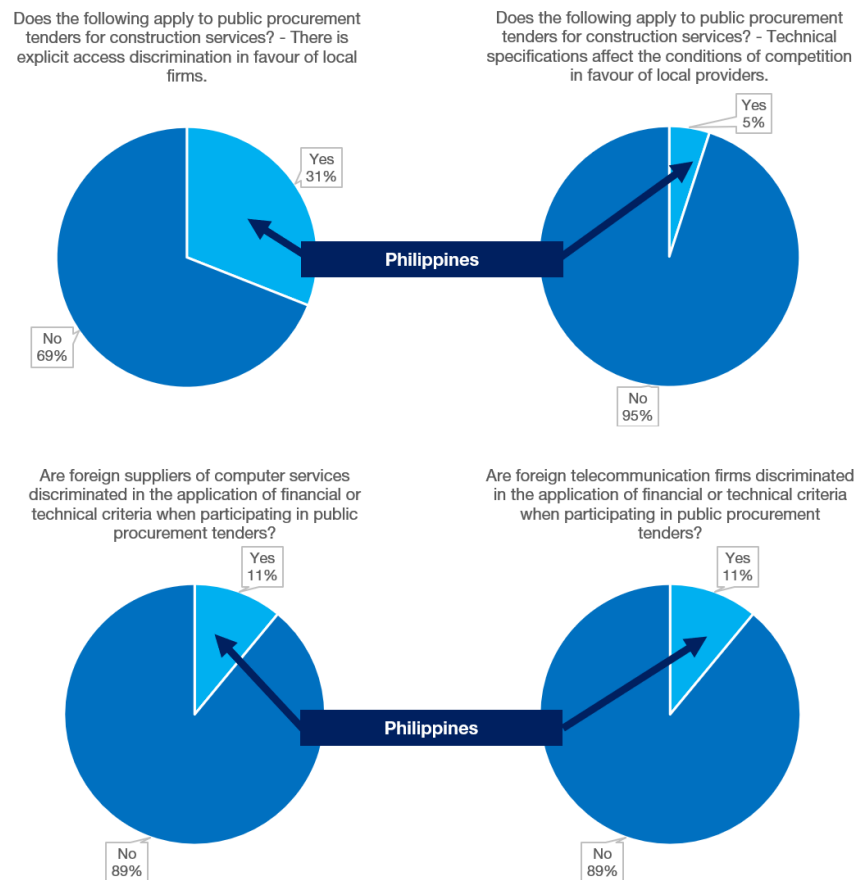 Does the following apply to public procurement
tenders for construction services? - There is
explicit access discrimination in favour of local
firms.
Yes
31%
No
69%
Does the following apply to public procurement
tenders for construction services? - Technical
specifications affect the conditions of competition
in favour of local providers.
Yes
5%
No
95%
Philippines
Are foreign suppliers of computer services
discriminated in the application of financial or
technical criteria when participating in public
procurement tenders?
Yes
11%
No
89%
Are foreign telecommunication firms discriminated
in the application of financial or technical criteria
when participating in public procurement
tenders?
Yes
11%
No
89%
Philippines